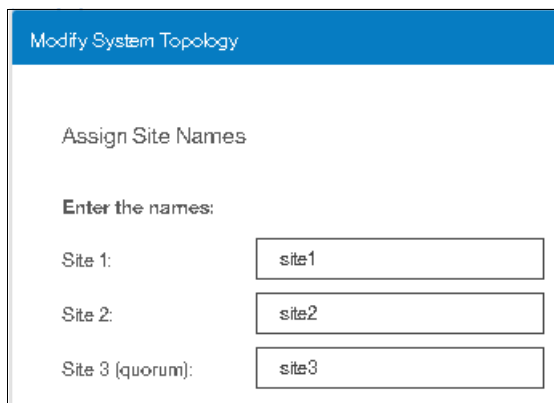 Modify System Topology
Assign Site Names
Enter the names:
Site 1: site1
Site 2: site2
Site 3 (quorum): site3